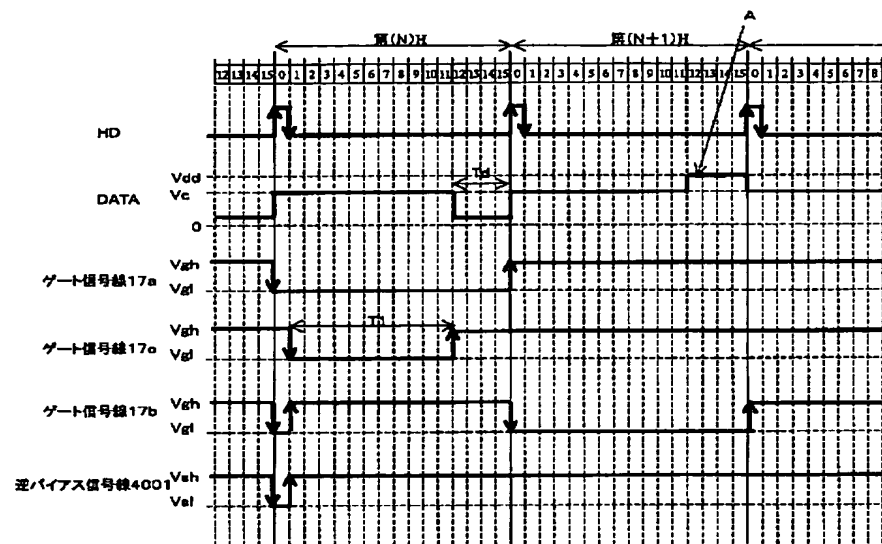 A
第(N)H 第(N+1)H
12 13 14 15 0 1 2 3 4 5 6 7 8 9 10 11 12 13 14 15 0 1 2 3 4 5 6 7 8 9 10 11 12 13 14 15 0 1 2 3 4 5 6 7 8
HD
Vdd
Td
DATA Vc
0
Vgh
ゲート信号線17a
Vgl
T1
Vgh
ゲート信号線17c
Vgl
Vgh
ゲート信号線17b
Vgl
Vsh
逆バイアス信号線4001
Vsl